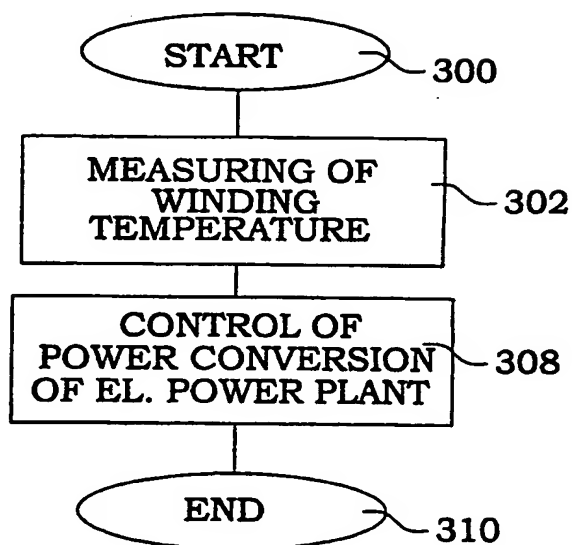 START
300
MEASURING OF
WINDING
TEMPERATURE
302
CONTROL OF
POWER CONVERSION
OF EL. POWER PLANT
308
END
310